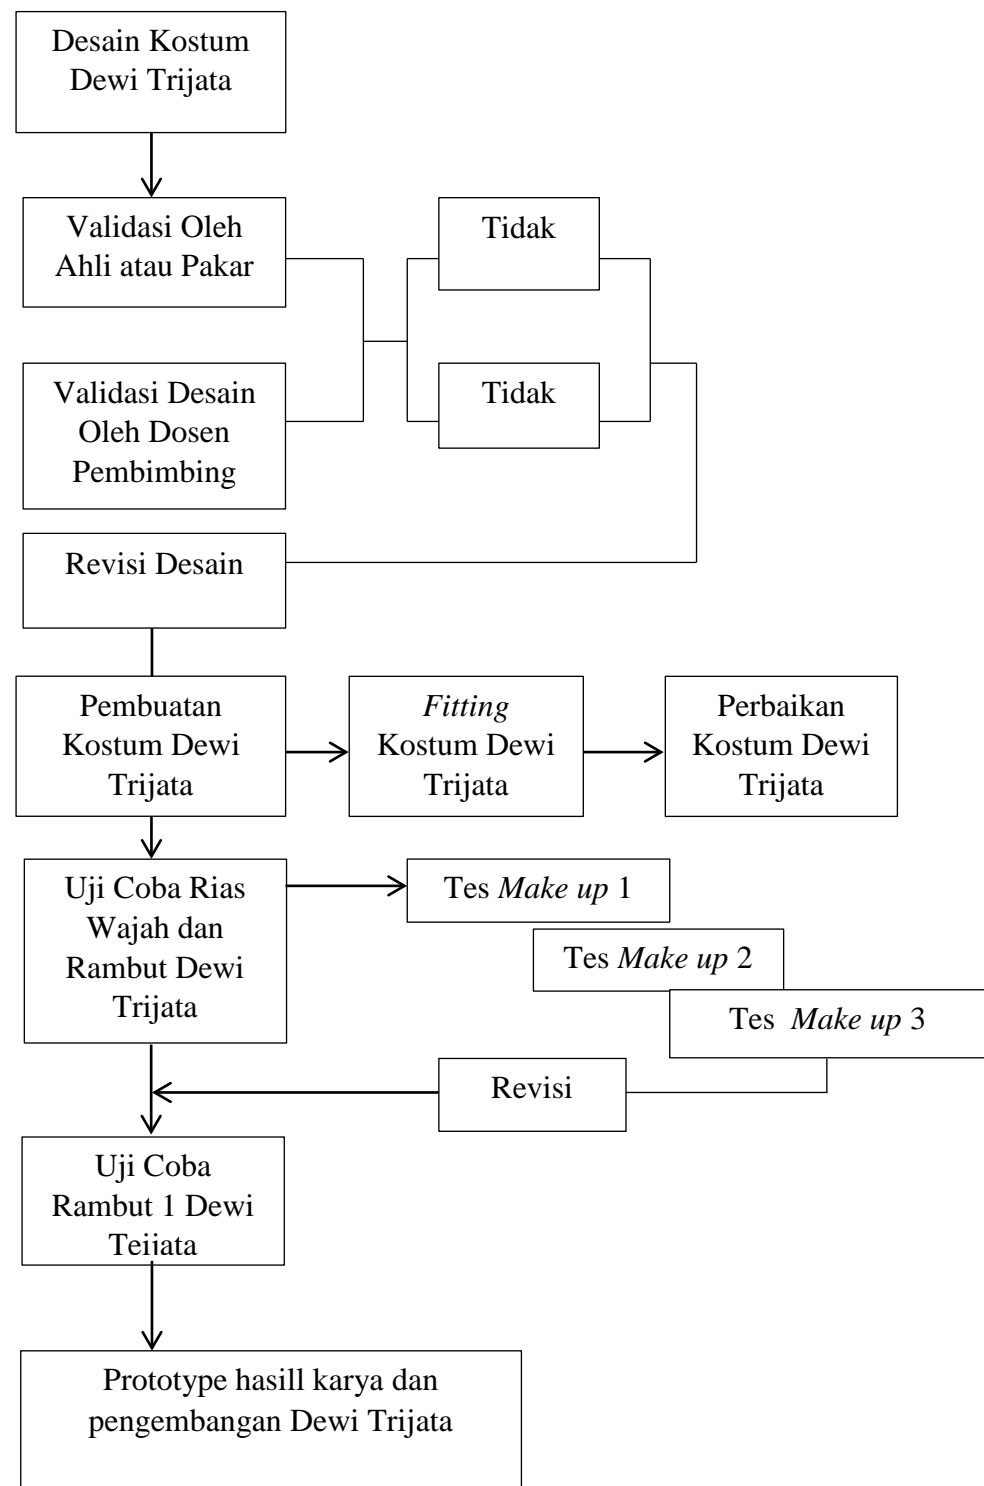 Desain Kostum
Dewi Trijata
Validasi Oleh
Ahli atau Pakar
Tidak
Validasi Desain
Oleh Dosen
Pembimbing
Tidak
Revisi Desain
Pembuatan
Kostum Dewi
Trijata
Fitting
Kostum Dewi
Trijata
Perbaikan
Kostum Dewi
Trijata
Uji Coba Rias
Wajah dan
Rambut Dewi
Trijata
Tes Make up 1
Tes Make up 2
Tes Make up 3
Revisi
Uji Coba
Rambut 1 Dewi
Teijata
Prototype hasill karya dan
pengembangan Dewi Trijata